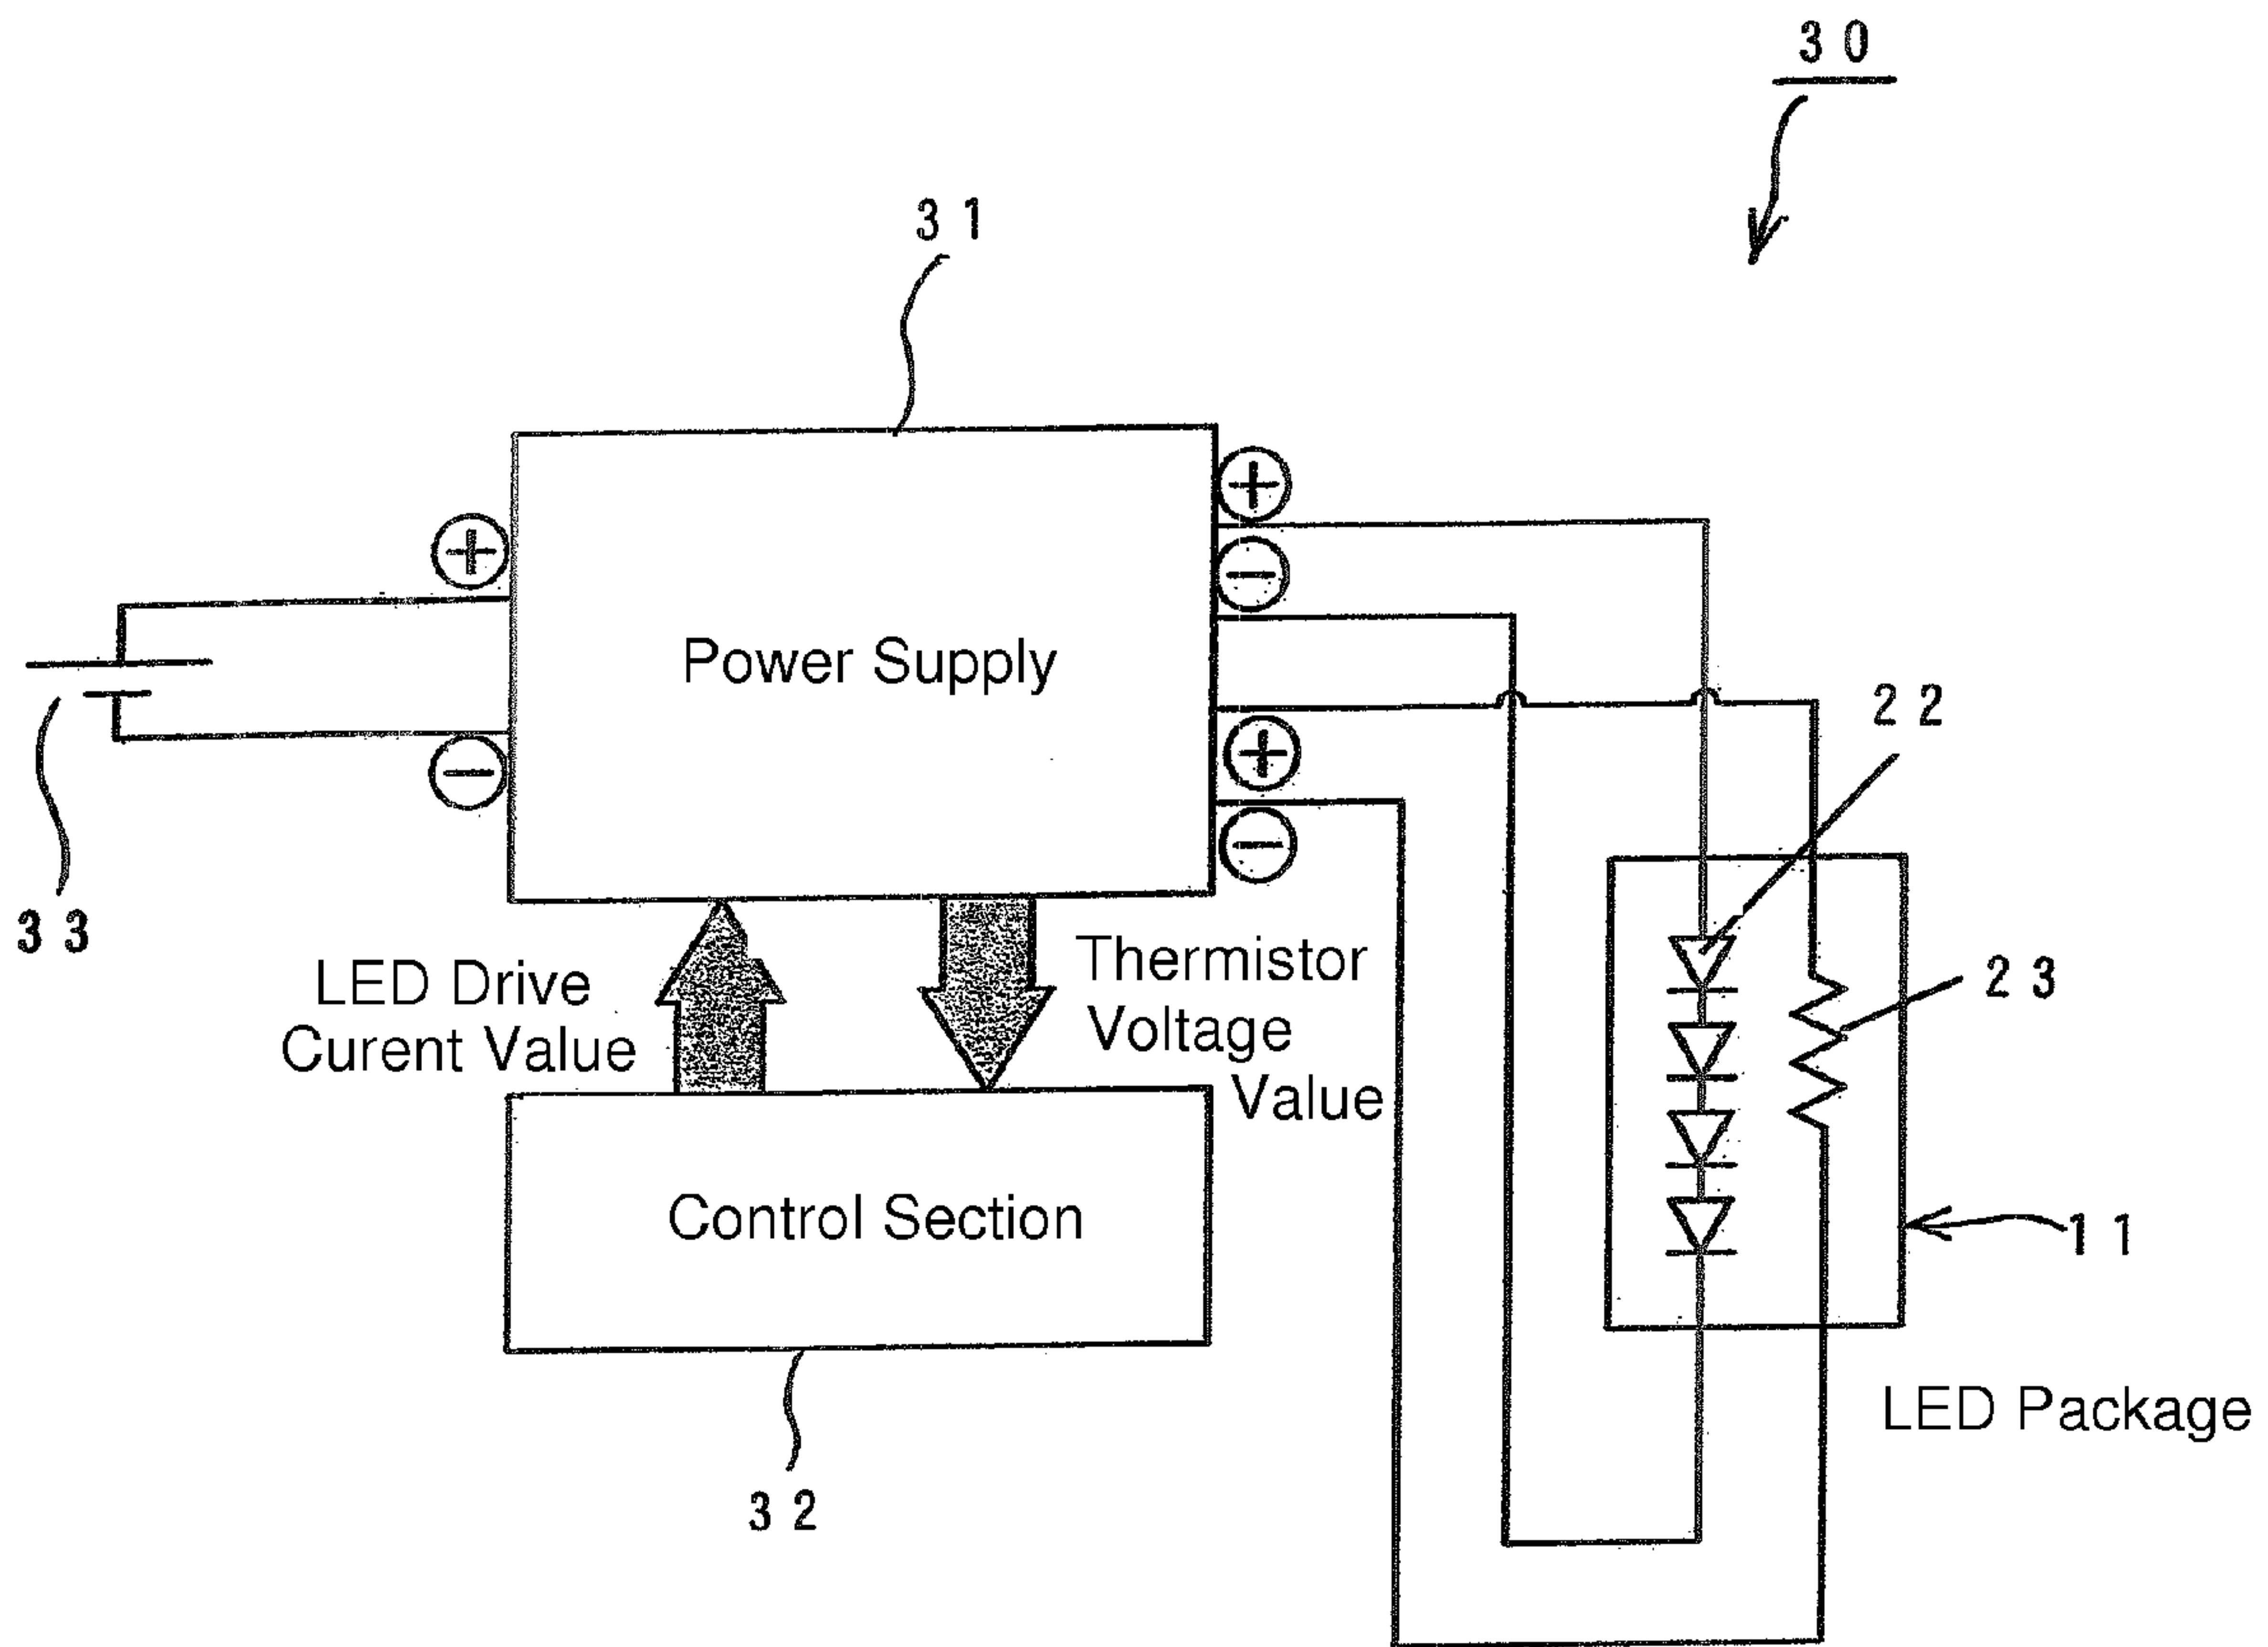 30
31
⊕
⊕
⊖
Power Supply
22
⊕
⊖
⊖
33
LED Drive
Curent Value
Thermistor
Voltage
Value
23
Control Section
11
LED Package
32